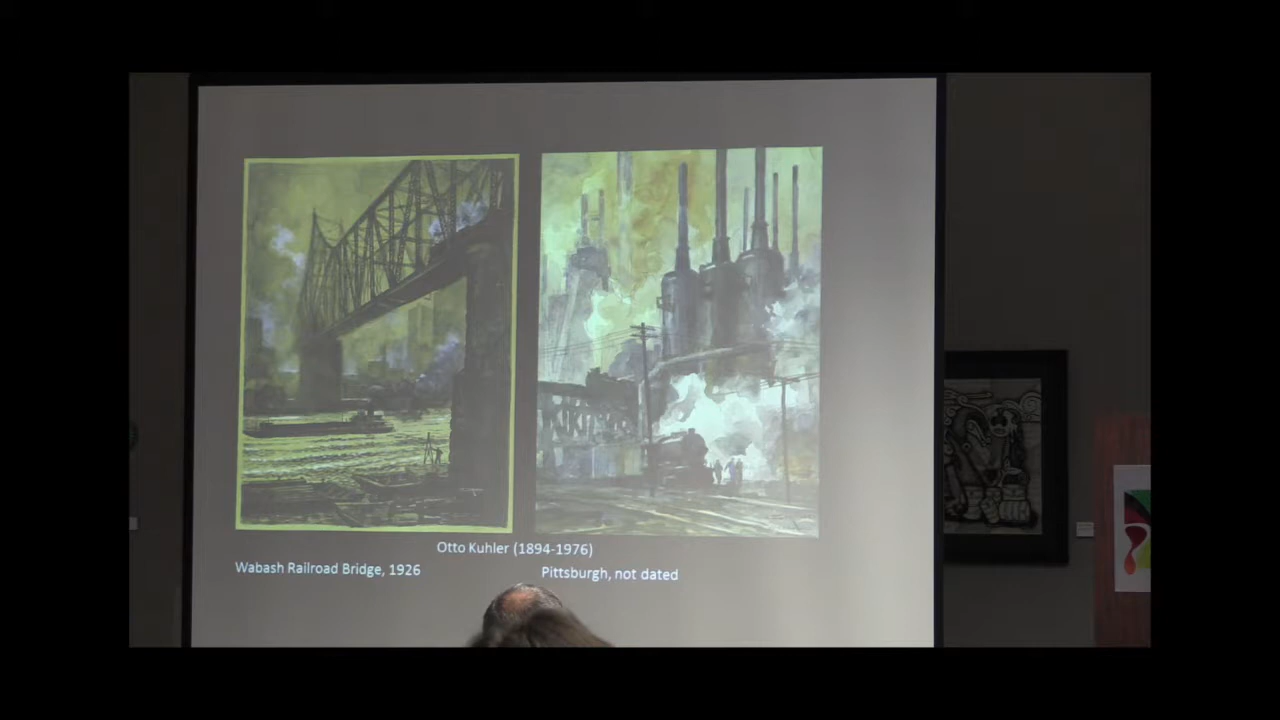 Otto Kuhler (1894-1976)
Wabash Railroad Bridge, 1926
Pittsburgh, not dated